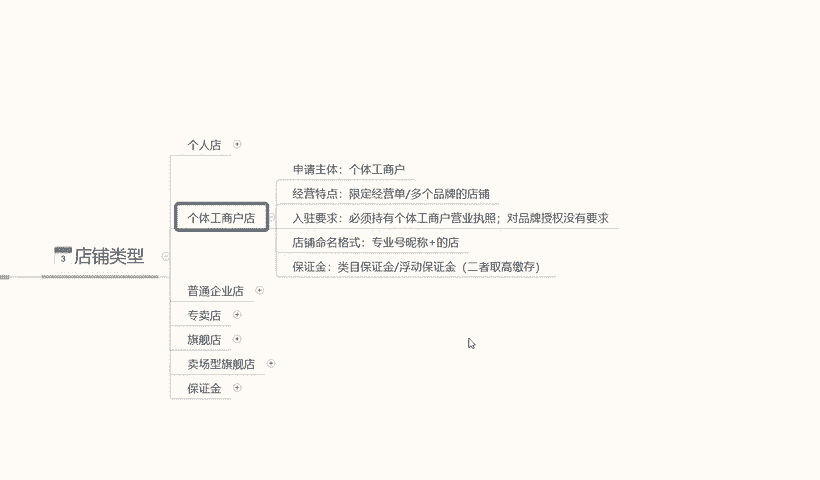 个人店
申请主体：个体工商户
经营特点：限定经营单/多个品牌的店铺
个体工商户店
入驻要求：必须持有个体工商户营业执照；对品牌授权没有要求
店铺命名格式：专业号昵称+的店
3 店铺类型
保证金：类目保证金/浮动保证金（二者取高缴存）
普通企业店
专卖店
旗舰店
卖场型旗舰店
保证金